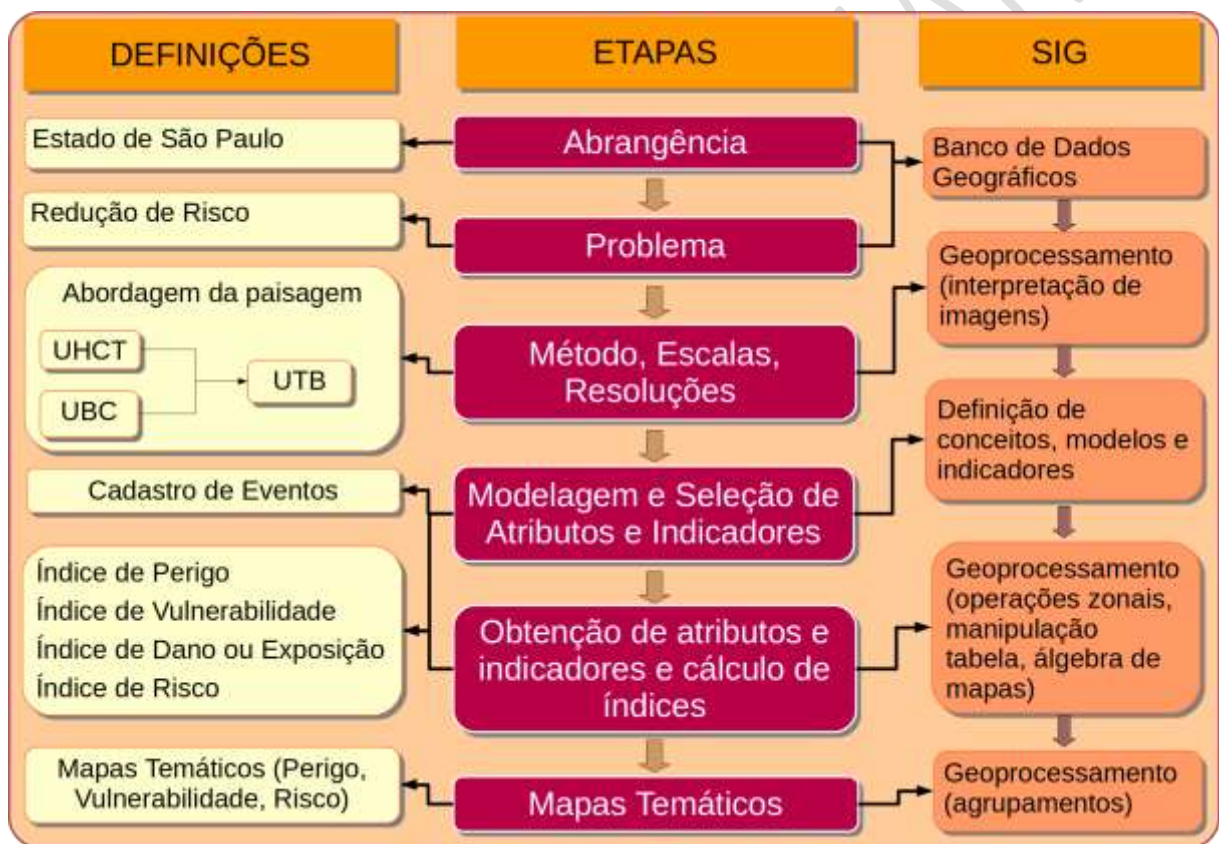 DEFINIÇÕES
ETAPAS
SIG
Estado de São Paulo
Redução de Risco
Abordagem da paisagem
UHCT
UBC
UTB
Cadastro de Eventos
Índice de Perigo
Índice de Vulnerabilidade
Índice de Dano ou Exposição
Índice de Risco
Mapas Temáticos (Perigo,
Vulnerabilidade, Risco)
Abrangência
Problema
Método, Escalas,
Resoluções
Modelagem e Seleção de
Atributos e Indicadores
Obtenção de atributos e
indicadores e cálculo de
índices
Mapas Temáticos
Banco de Dados
Geográficos
Geoprocessamento
(interpretação de
imagens)
Definição de
conceitos, modelos e
indicadores
Geoprocessamento
(operações zonais,
manipulação
tabela, álgebra de
mapas)
Geoprocessamento
(agrupamentos)